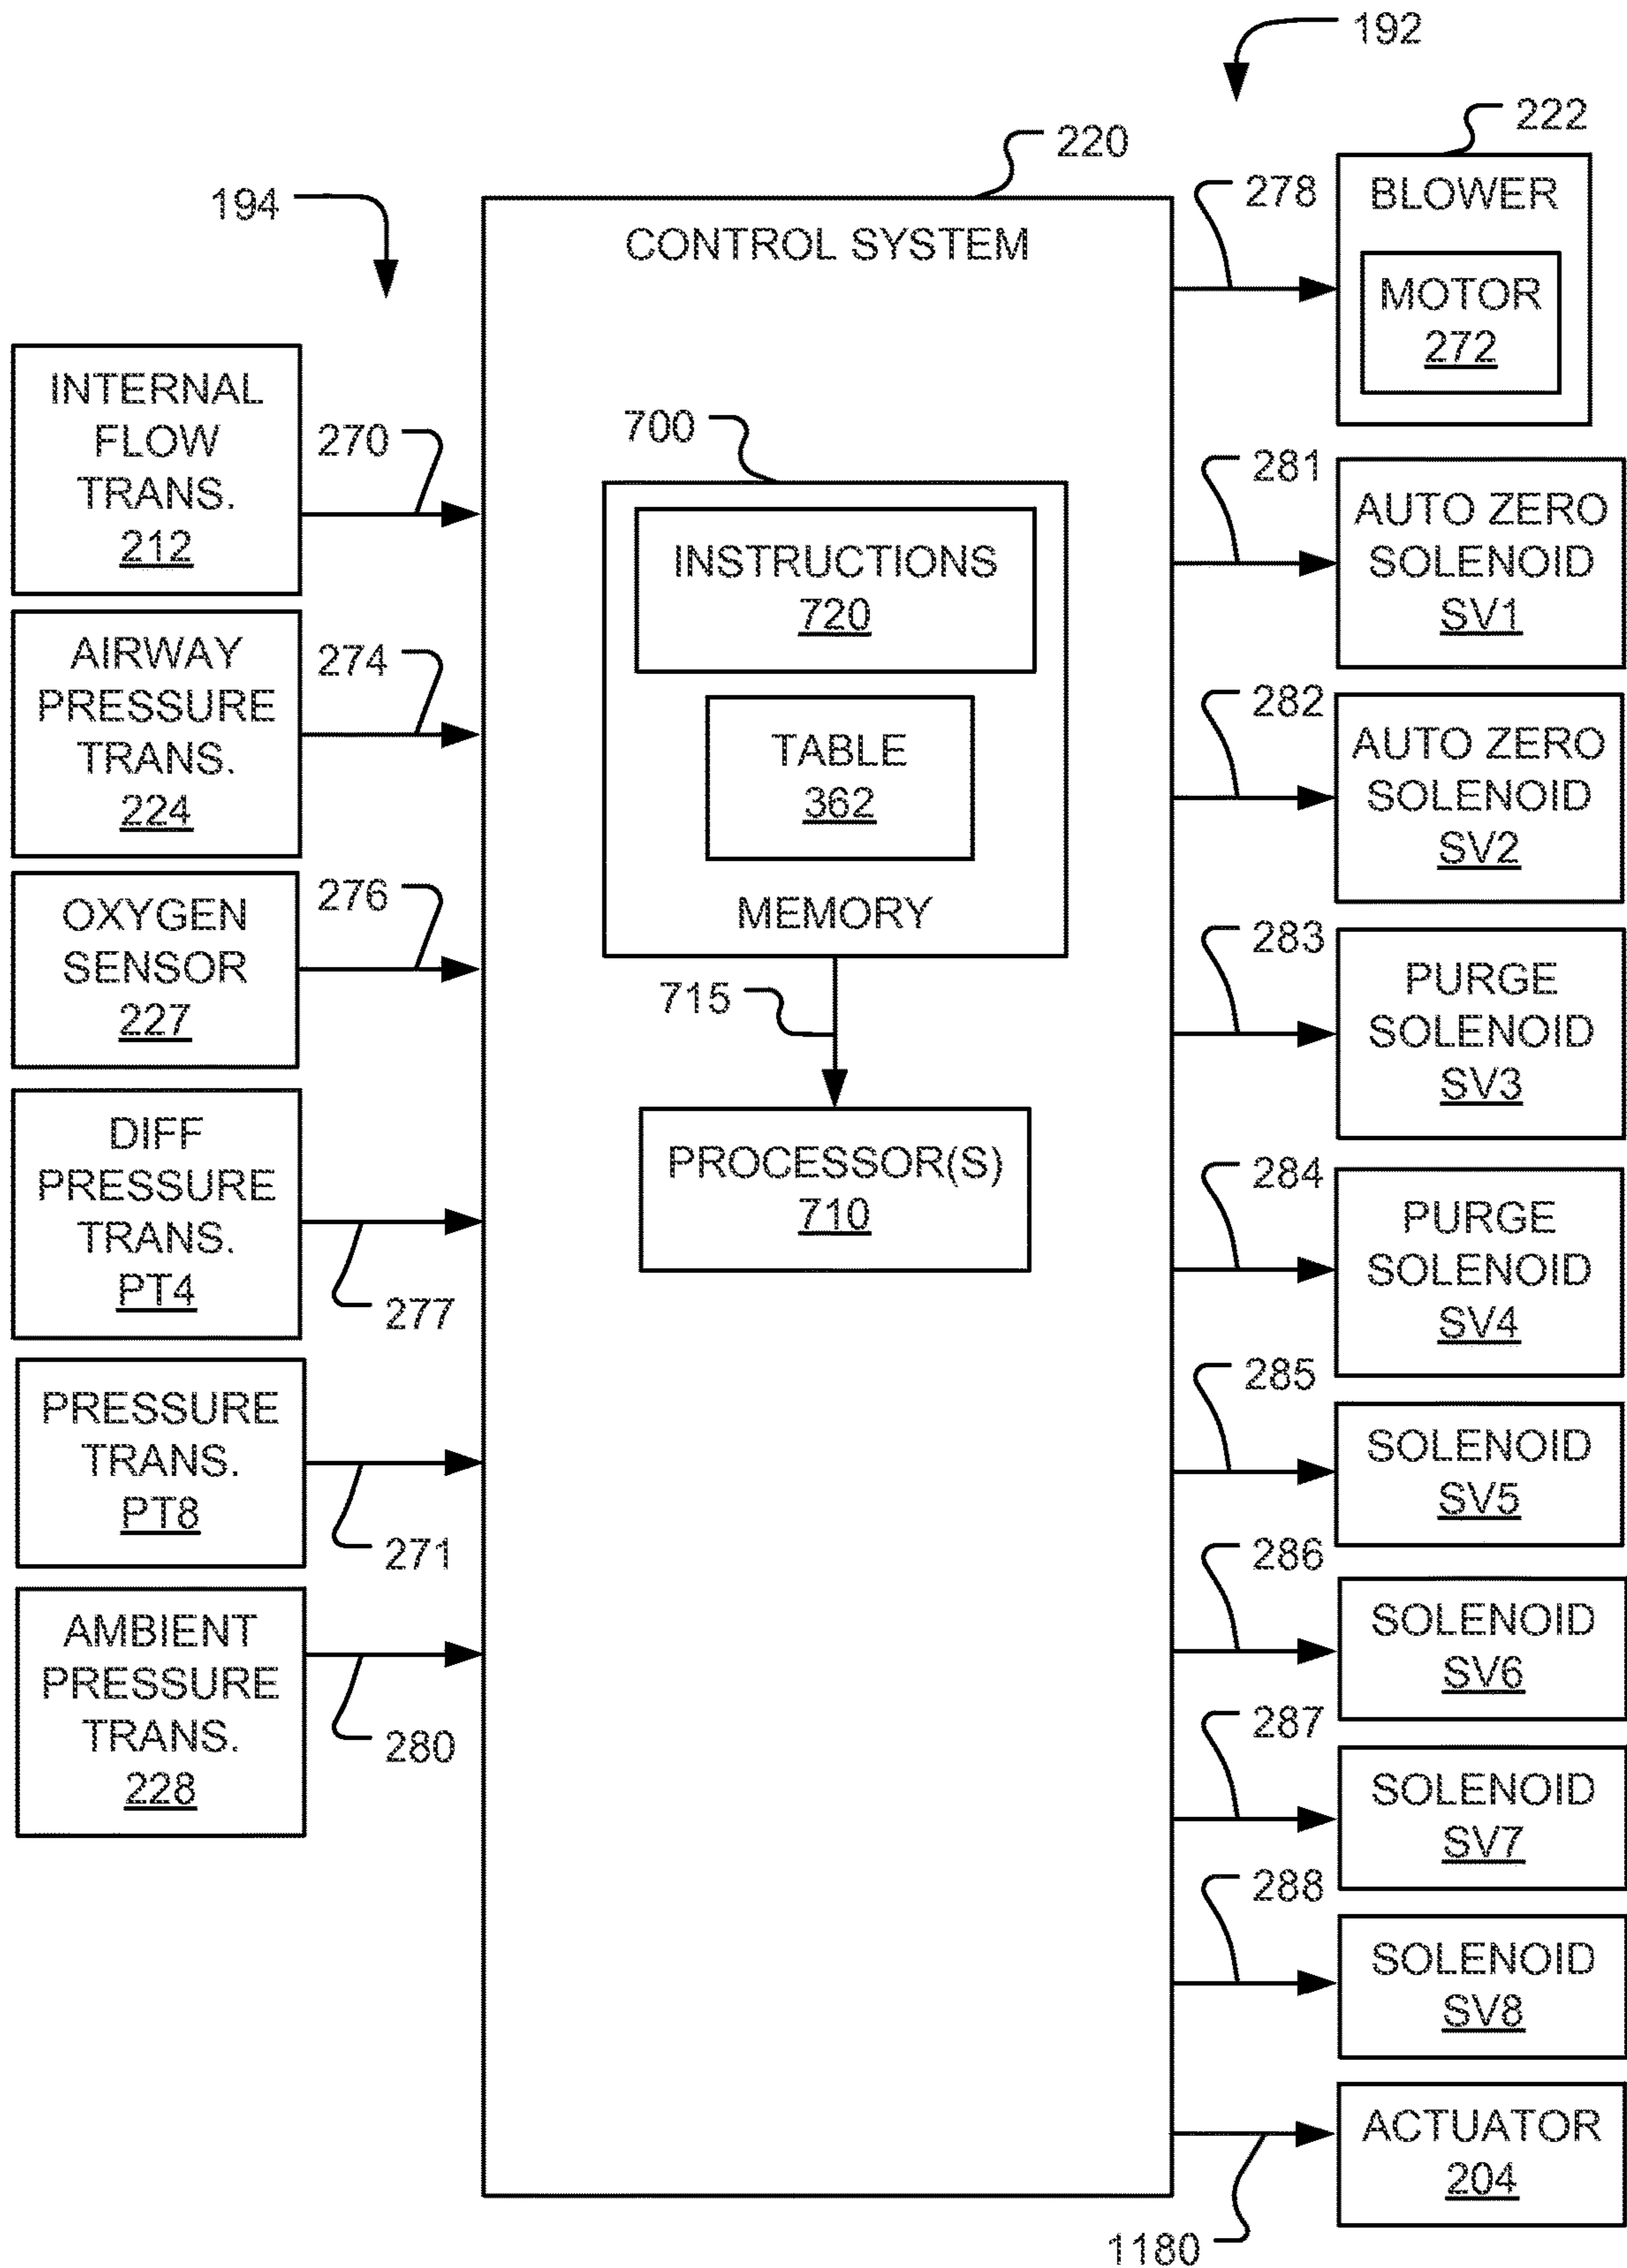 192
220
222
194
278
BLOWER
MOTOR
272
CONTROL SYSTEM
INTERNAL
FLOW
TRANS.
212
270
700
281
AUTO ZERO
SOLENOID
SV1
INSTRUCTIONS
720
AIRWAY
PRESSURE
TRANS.
224
274
282
AUTO ZERO
SOLENOID
SV2
TABLE
362
MEMORY
OXYGEN
SENSOR
227
276
283
PURGE
SOLENOID
SV3
715
DIFF
PRESSURE
TRANS.
PT4
277
PROCESSOR(S)
710
284
PURGE
SOLENOID
SV4
PRESSURE
TRANS.
PT8
271
285
SOLENOID
SV5
286
SOLENOID
SV6
AMBIENT
PRESSURE
TRANS.
228
280
287
SOLENOID
SV7
288
SOLENOID
SV8
ACTUATOR
204
1180